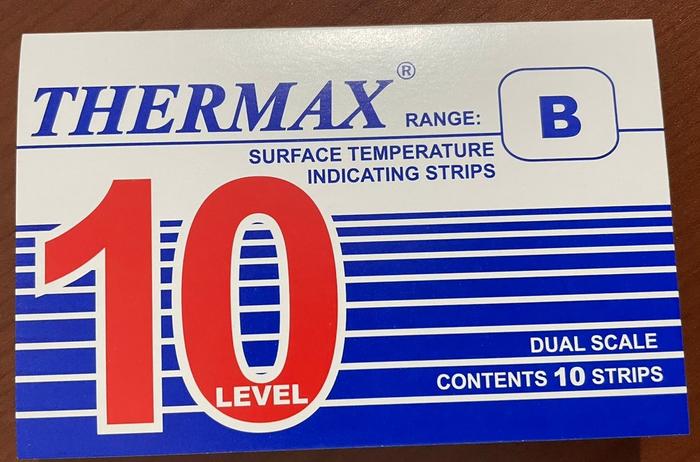 THERMAX® RANGE: B
SURFACE TEMPERATURE
INDICATING STRIPS
10
LEVEL
DUAL SCALE
CONTENTS 10 STRIPS